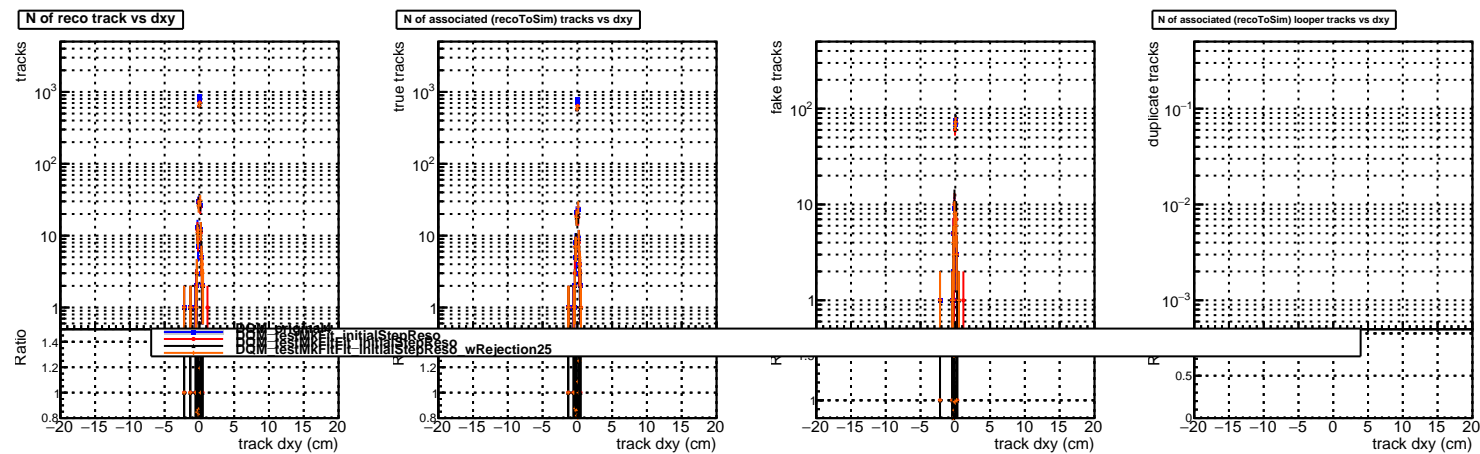 N of reco track vs dxy
tracks
10³
10²
10
1
Ratio
1.4
1.2
1
0.8
−20 −15 −10 −5 0 5 10 15 20
track dxy (cm)
N of associated (recoToSim) tracks vs dxy
true tracks
10³
10²
10
1
1.2
1
0.8
−20 −15 −10 −5 0 5 10 15 20
track dxy (cm)
fake tracks
10²
10
1
1
−20 −15 −10 −5 0 5 10 15 20
track dxy (cm)
N of associated (recoToSim) looper tracks vs dxy
duplicate tracks
10⁻¹
10⁻²
10⁻³
0.5
0
−20 −15 −10 −5 0 5 10 15 20
track dxy (cm)
DQM_testMkFitFit_initialStepReso_wRejection25